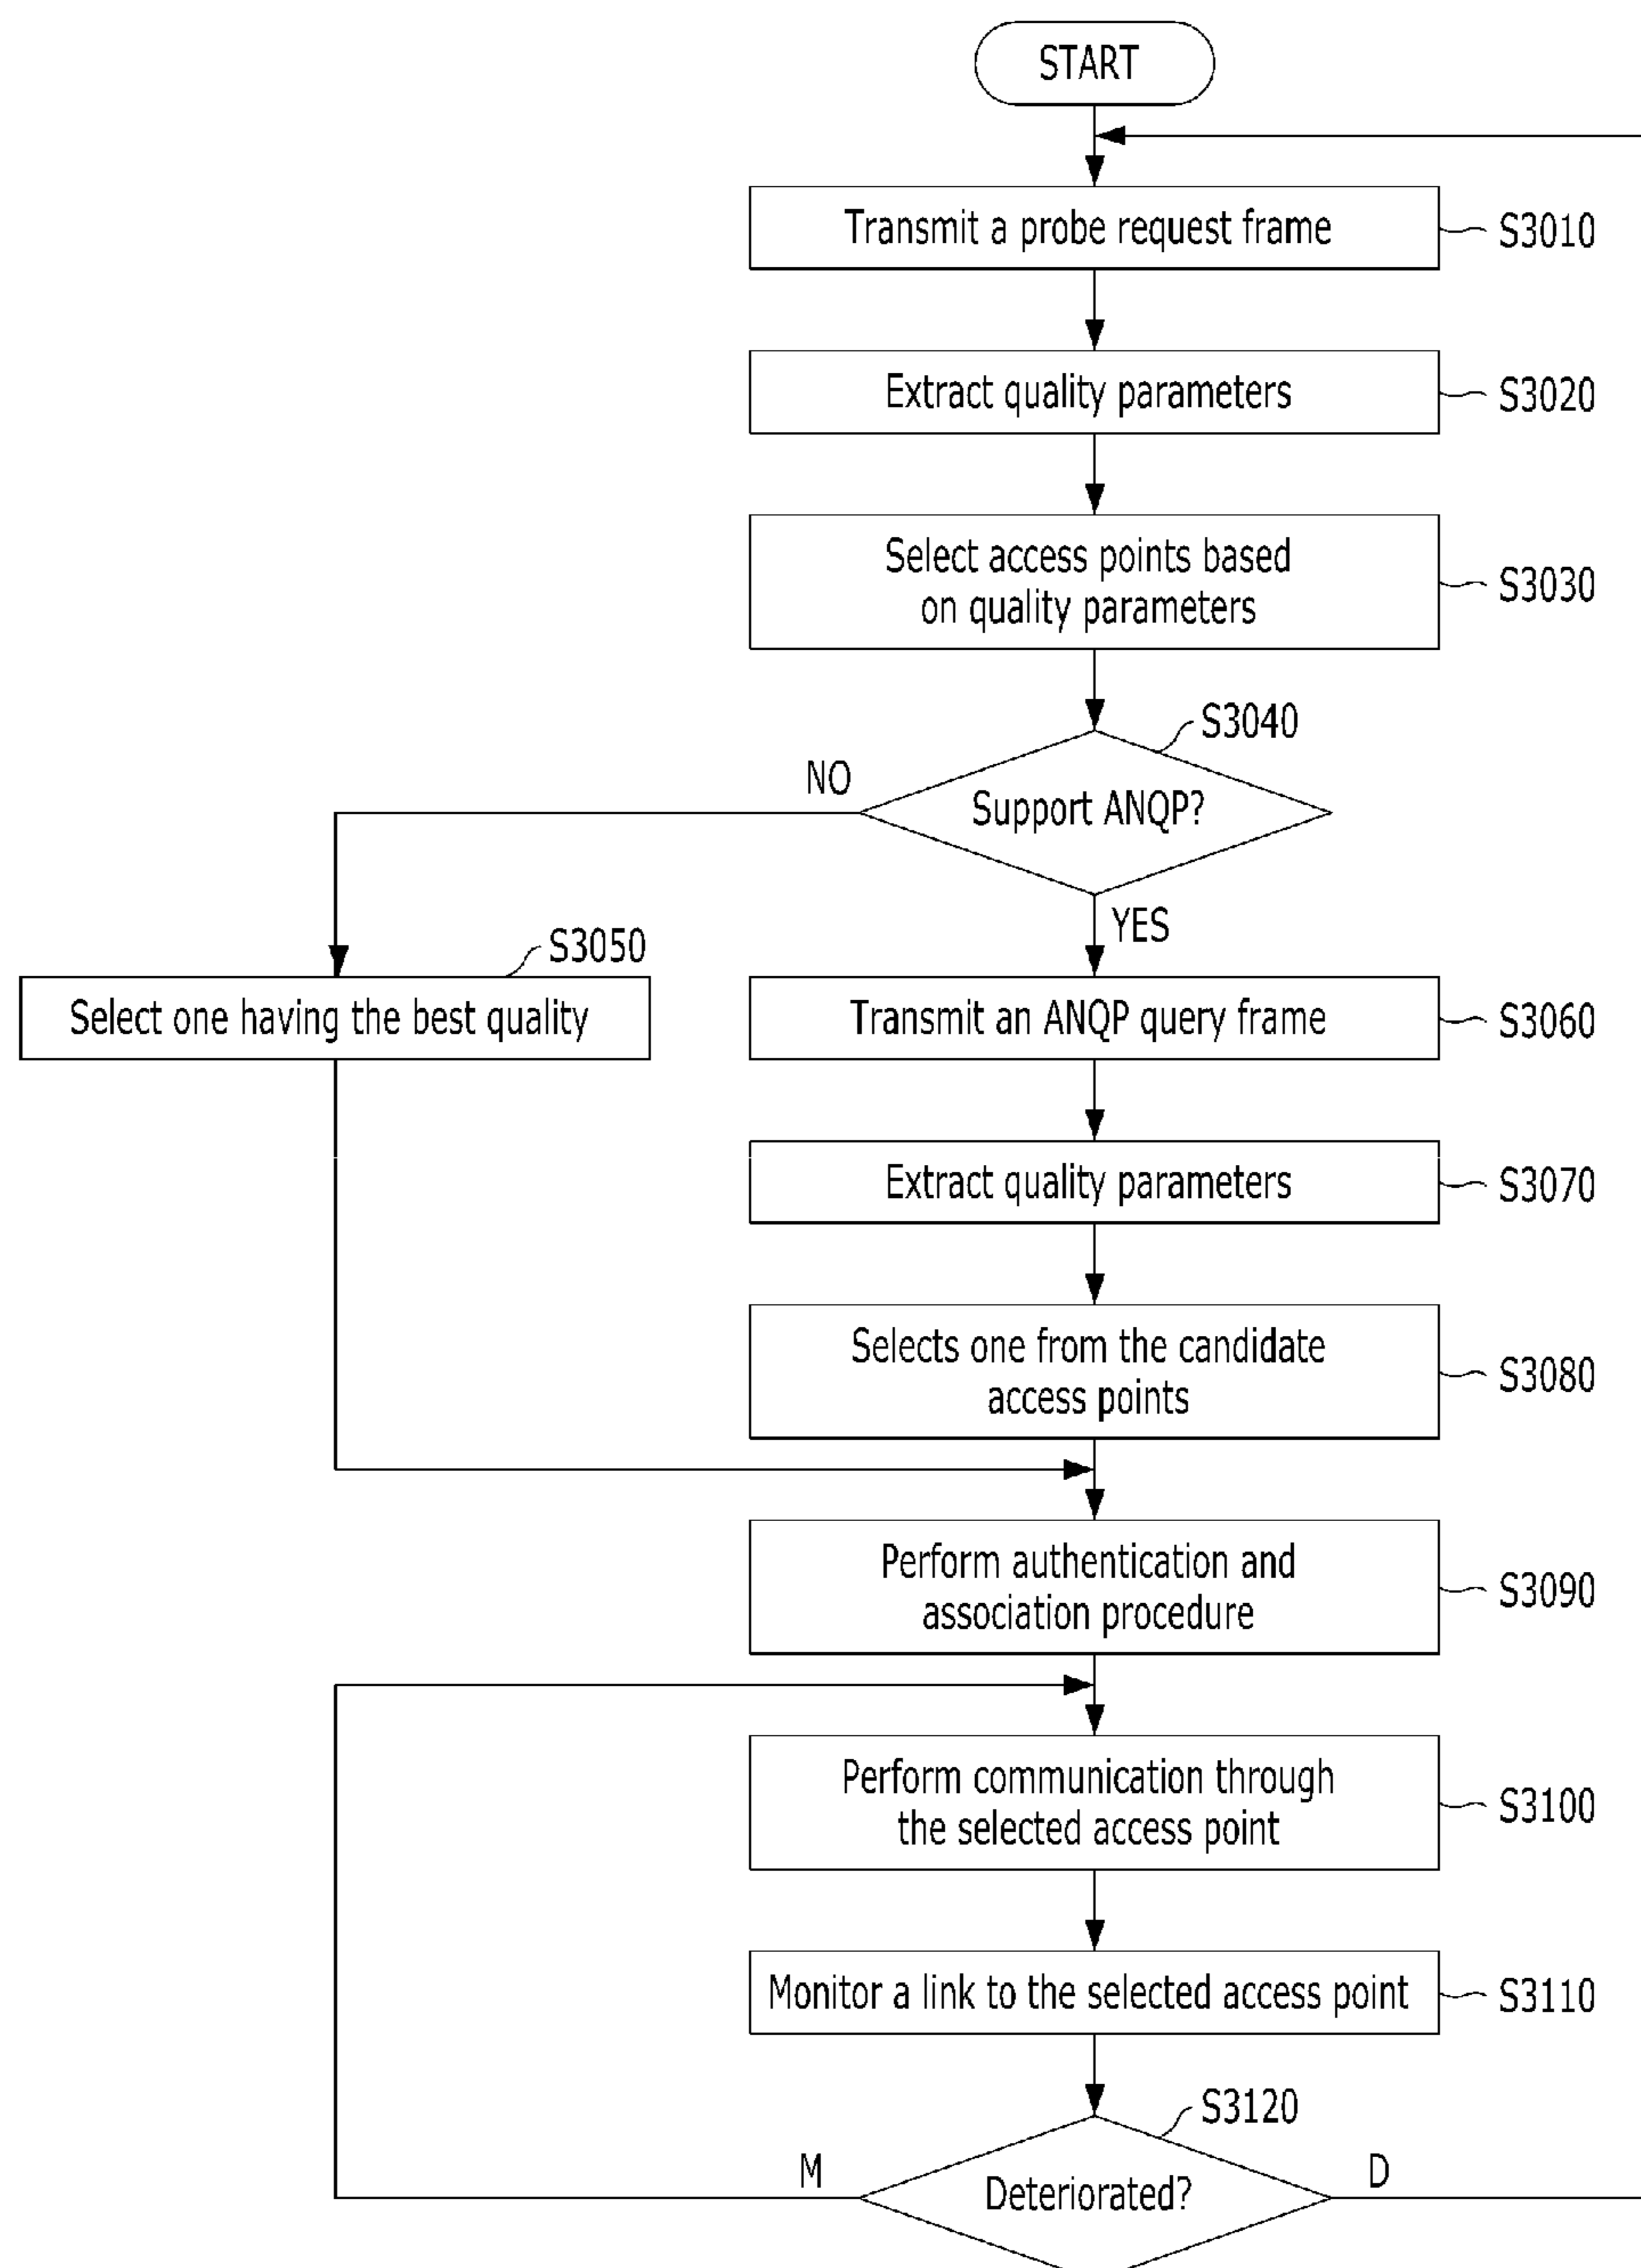 START
Transmit a probe request frame
S3010
Extract quality parameters
S3020
Select access points based
on quality parameters
S3030
S3040
NO
Support ANQP?
YES
S3050
Select one having the best quality
Transmit an ANQP query frame
S3060
Extract quality parameters
S3070
Selects one from the candidate
access points
S3080
Perform authentication and
association procedure
S3090
Perform communication through
the selected access point
S3100
Monitor a link to the selected access point
S3110
S3120
M
Deteriorated?
D